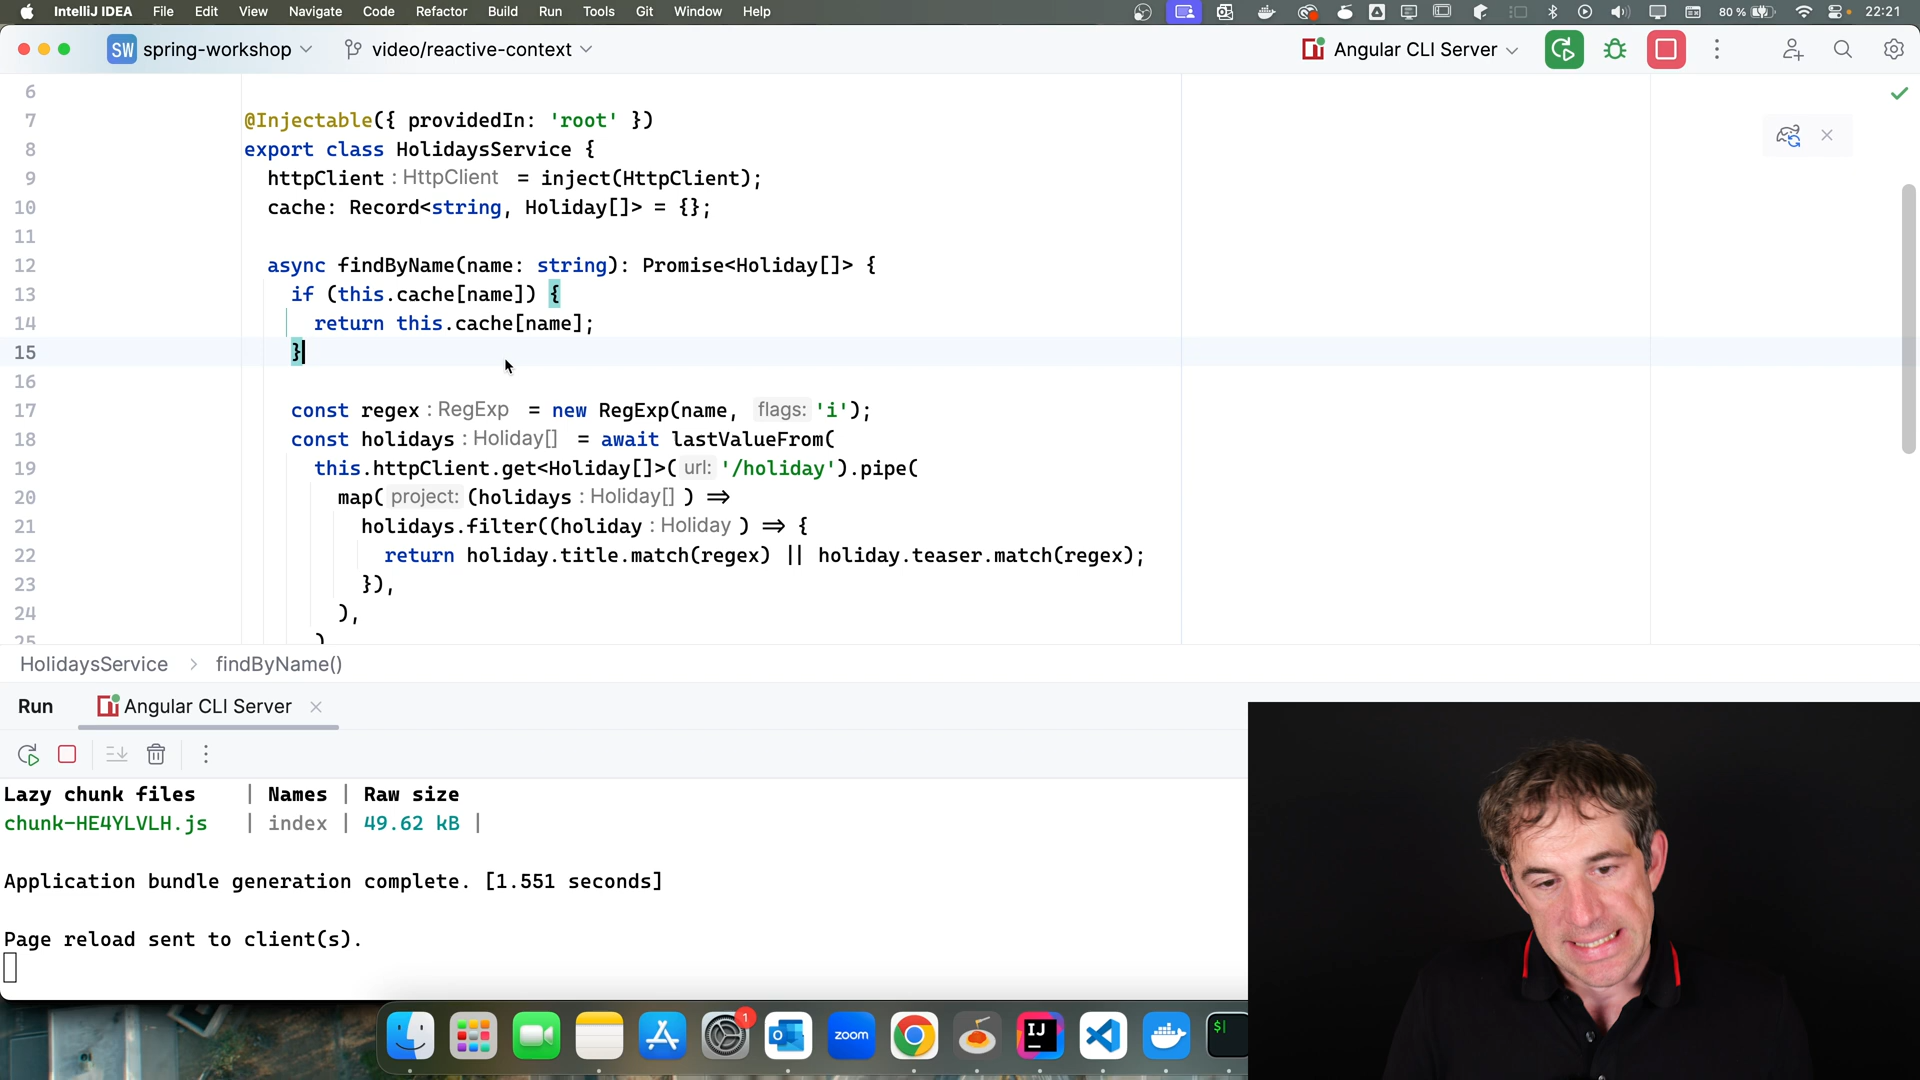 IntelliJ IDEA File Edit View Navigate Code Refactor Build Run Tools Git Window Help 80 % 22:21
SW spring-workshop video/reactive-context Angular CLI Server
6
7 @Injectable({ providedIn: 'root' })
8 export class HolidaysService {
9 httpClient : HttpClient = inject(HttpClient);
10 cache: Record<string, Holiday[]> = {};
11
12 async findByName(name: string): Promise<Holiday[]> {
13 if (this.cache[name]) {
14 return this.cache[name];
15 }
16
17 const regex : RegExp = new RegExp(name, flags: 'i');
18 const holidays : Holiday[] = await lastValueFrom(
19 this.httpClient.get<Holiday[]>( url: '/holiday').pipe(
20 map( project: (holidays : Holiday[] ) =>
21 holidays.filter((holiday : Holiday ) => {
22 return holiday.title.match(regex) || holiday.teaser.match(regex);
23 }),
24 ),
25 )
HolidaysService > findByName()
Run Angular CLI Server
Lazy chunk files | Names | Raw size
chunk-HE4YLVLH.js | index | 49.62 kB |
Application bundle generation complete. [1.551 seconds]
Page reload sent to client(s).
1
zoom
IJ
$